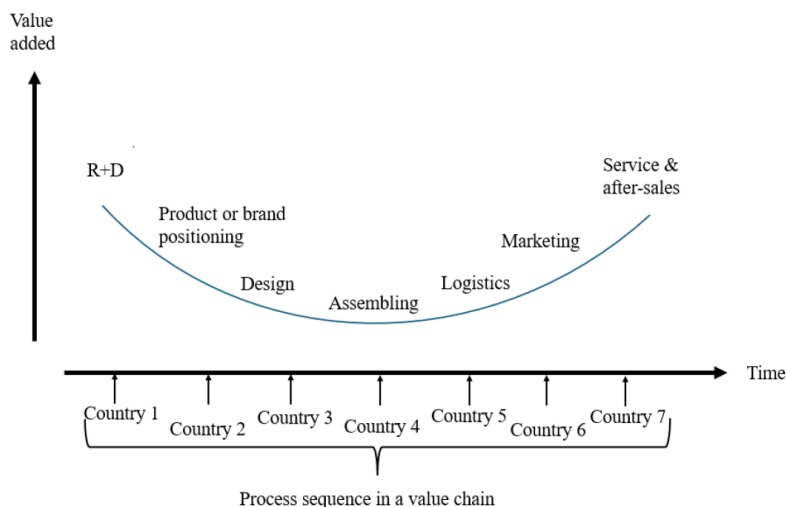 Value
added
R+D
Service &
after-sales
Product or brand
positioning
Marketing
Design
Logistics
Assembling
Time
Country 1
Country 2
Country 3
Country 4
Country 5
Country 6
Country 7
Process sequence in a value chain